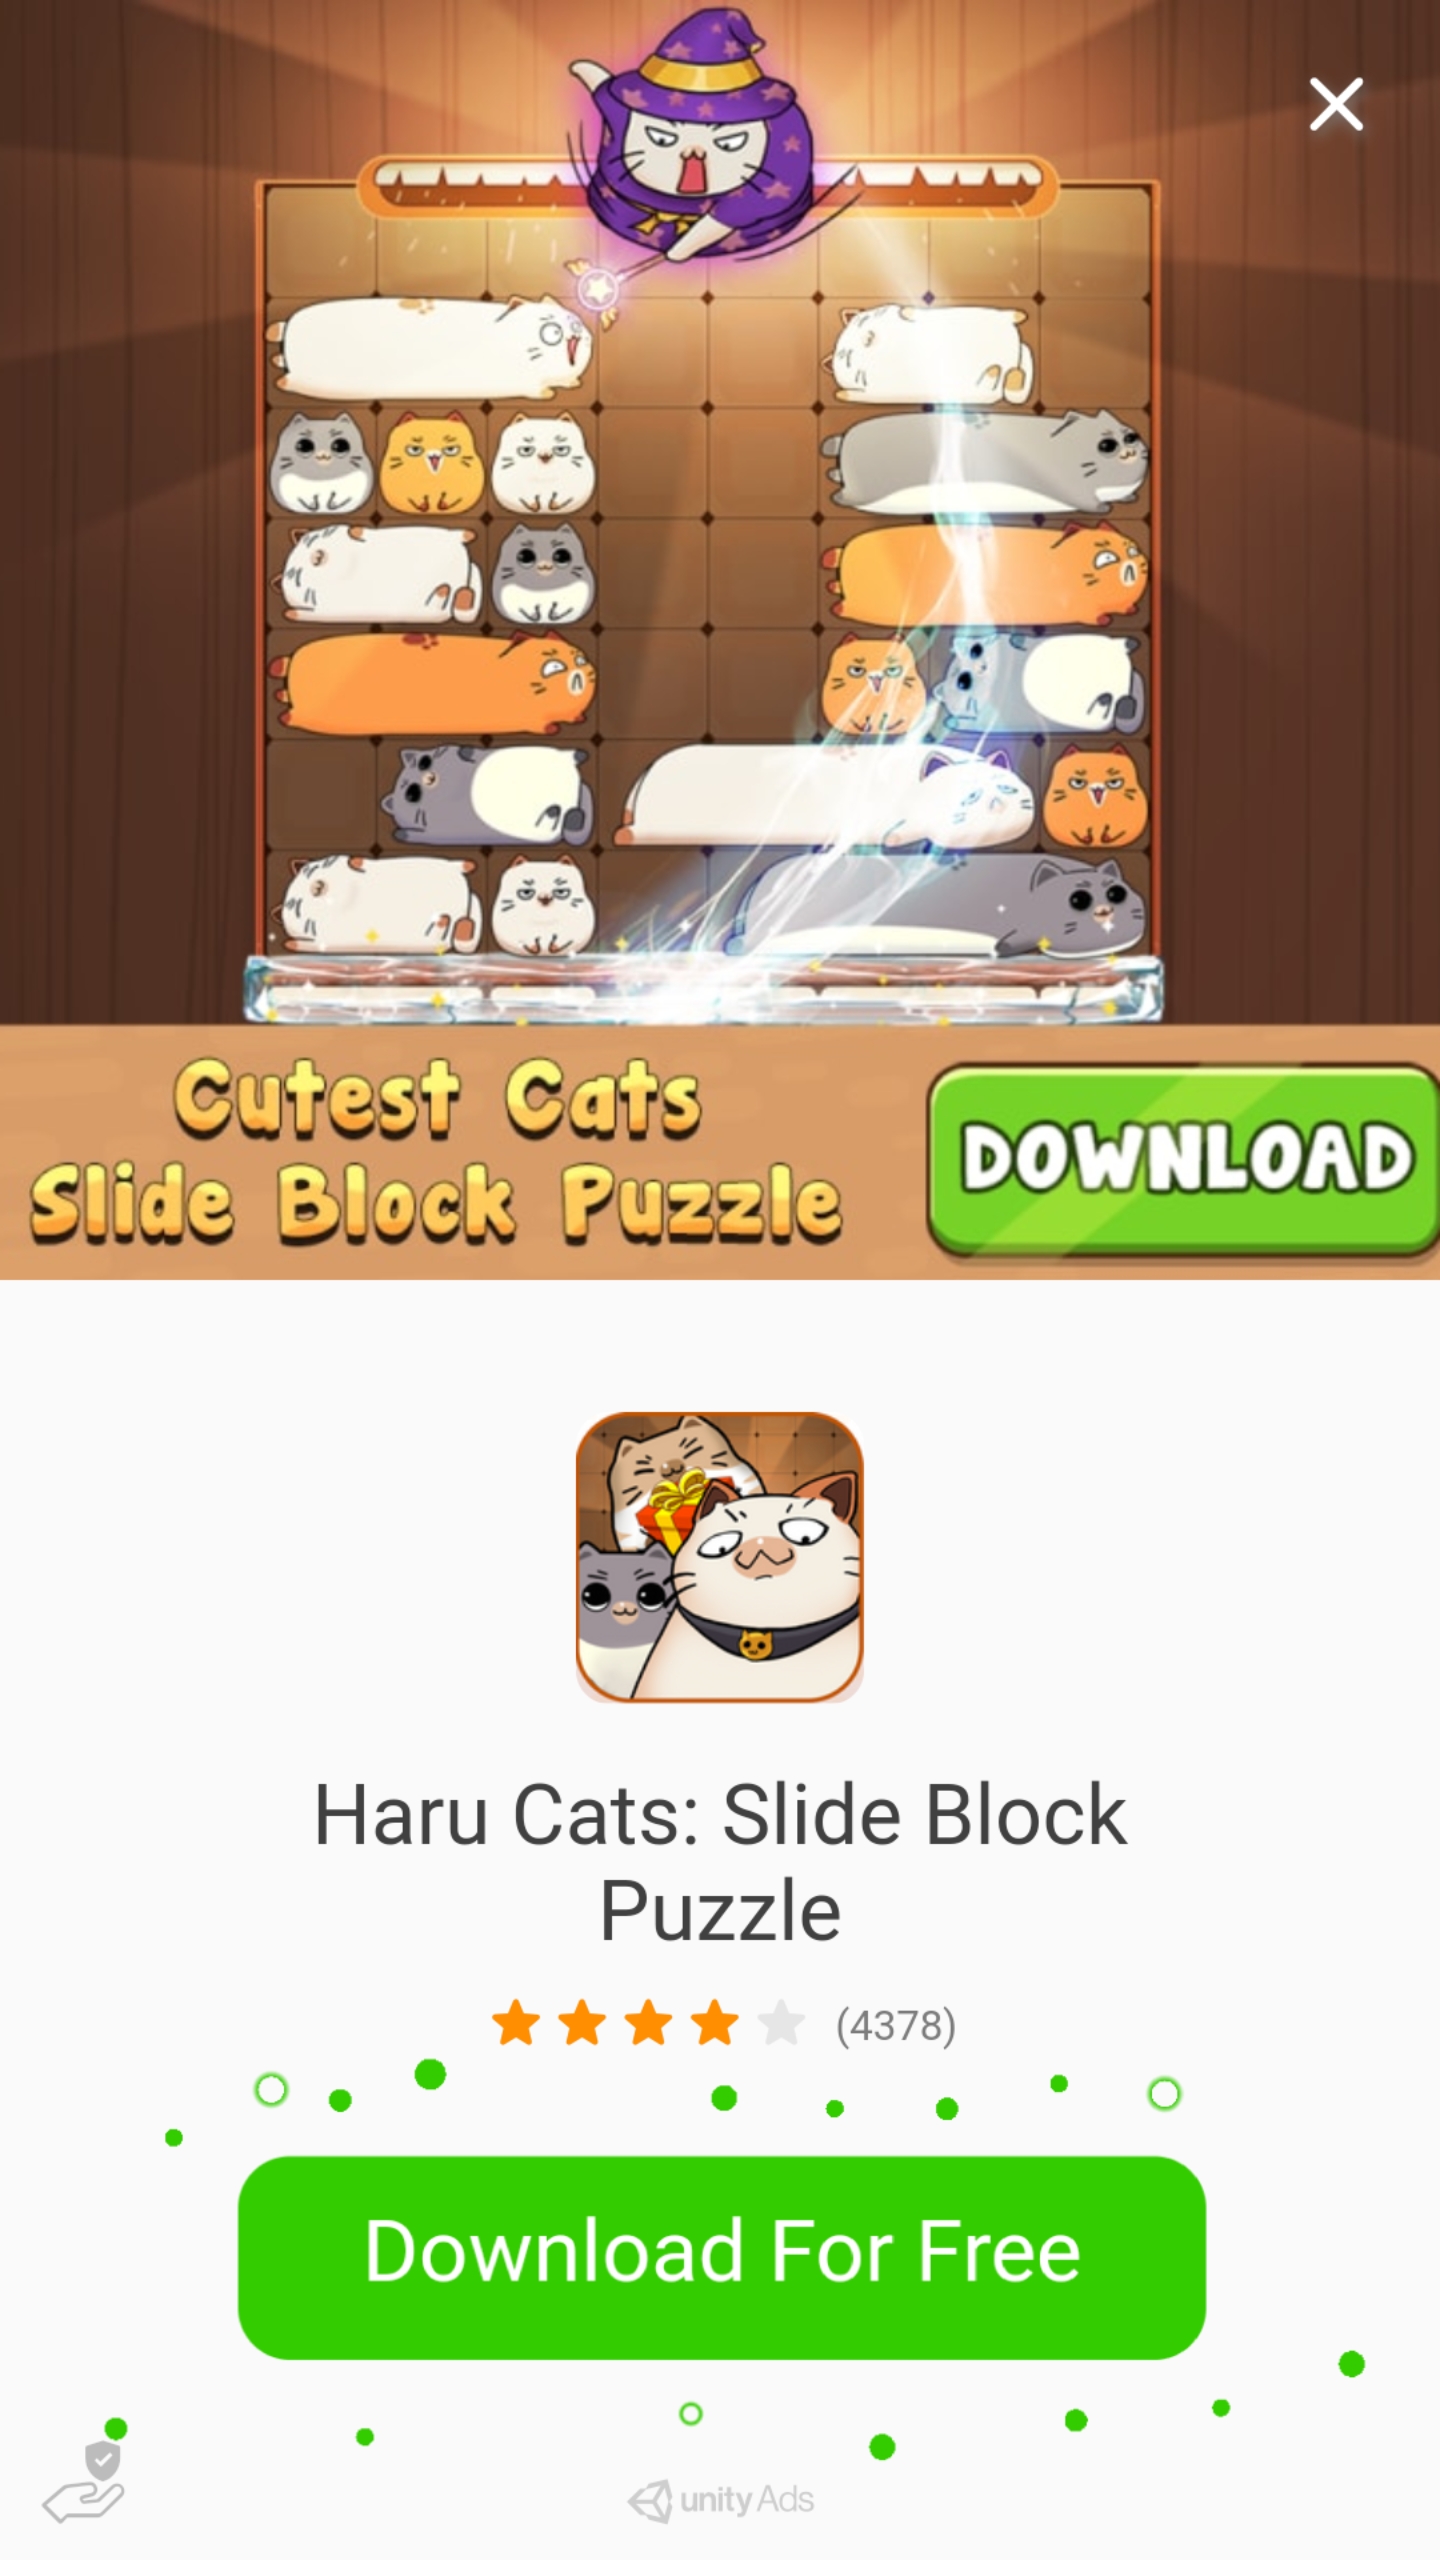 Cutest Cats
Slide Block Puzzle
DOWNLOAD
Haru Cats: Slide Block
Puzzle
(4378)
Download For Free
unity Ads